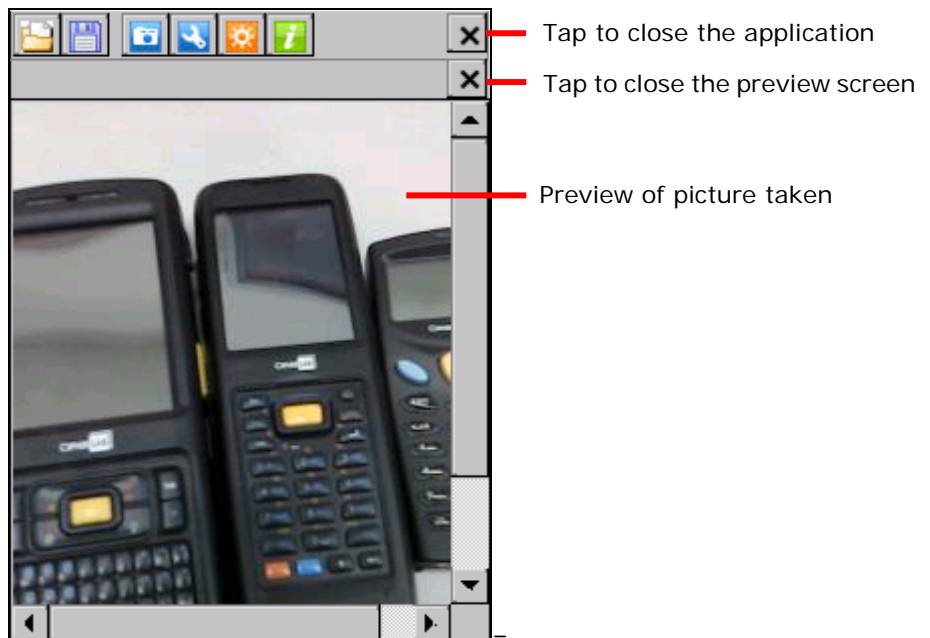 Tap to close the application
Tap to close the preview screen
Preview of picture taken